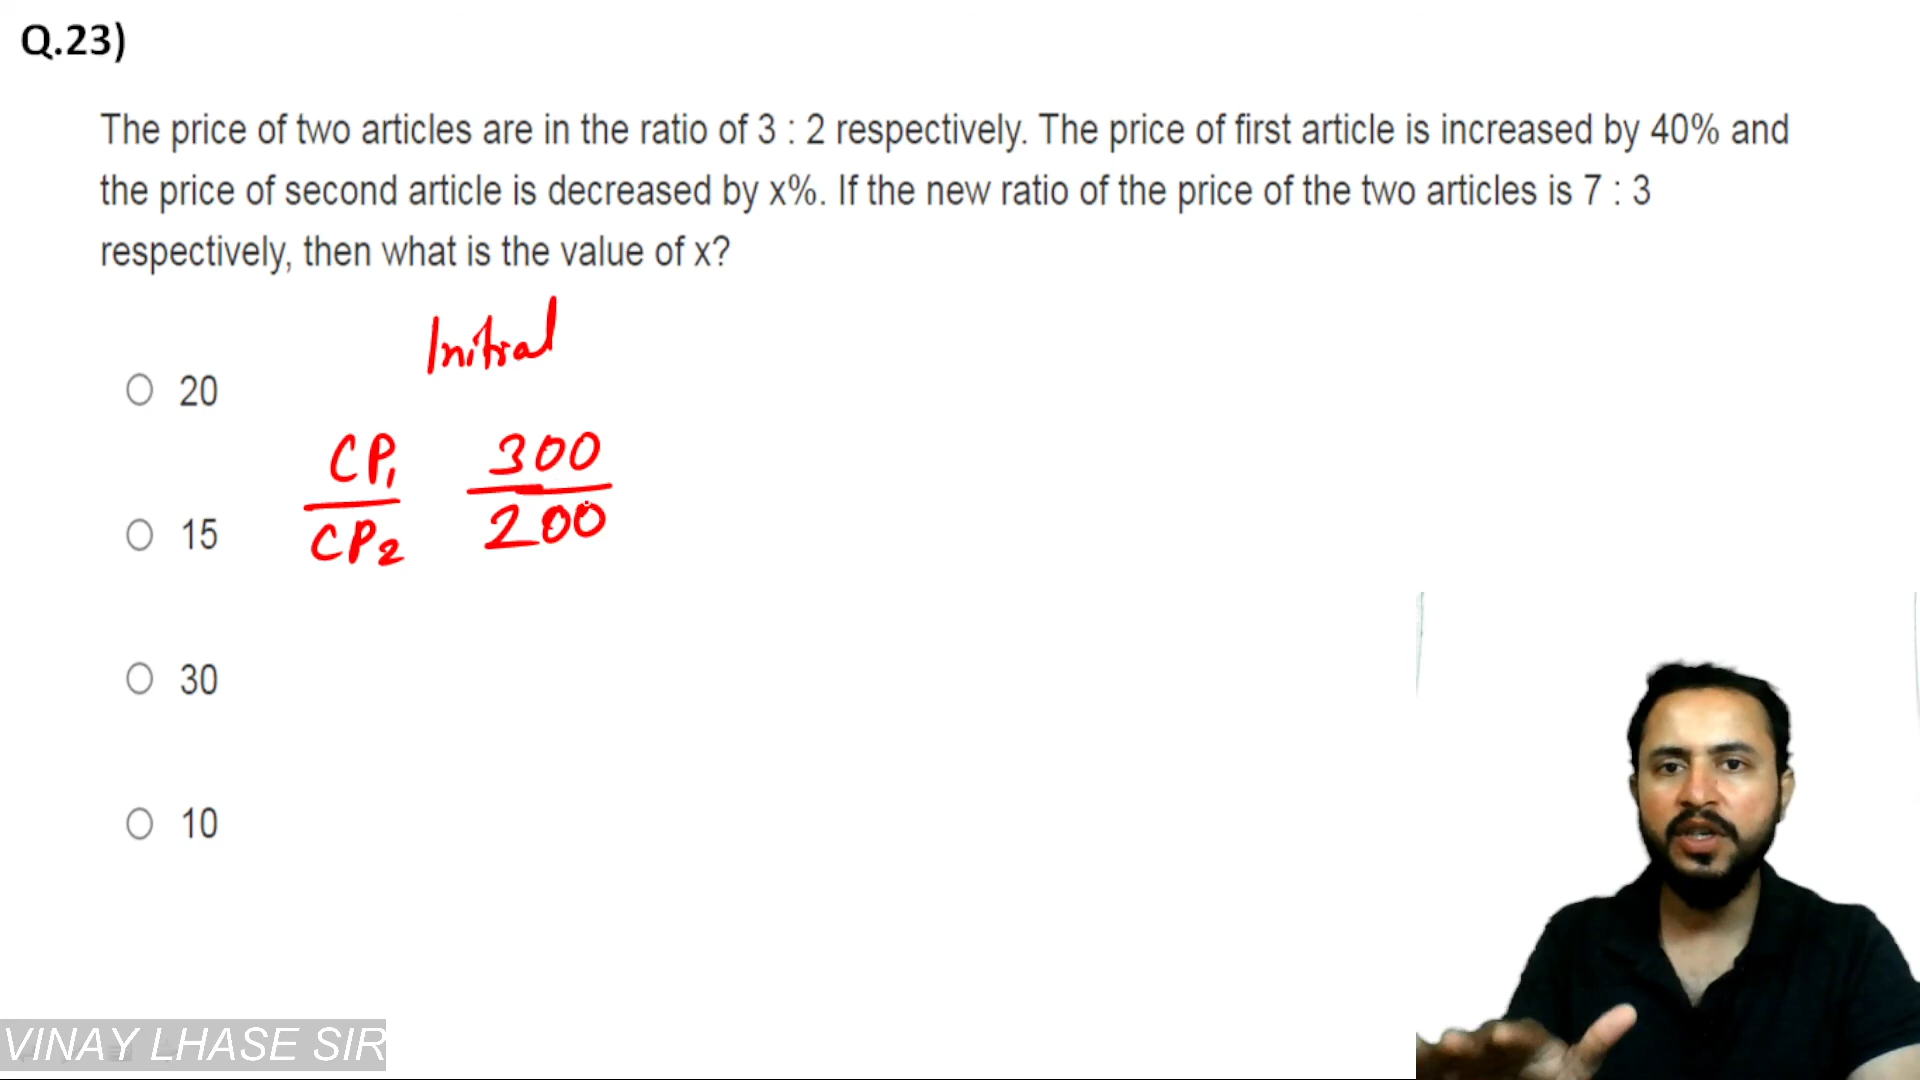 Q.23)
The price of two articles are in the ratio of 3 : 2 respectively. The price of first article is increased by 40% and
the price of second article is decreased by x%. If the new ratio of the price of the two articles is 7 : 3
respectively, then what is the value of x?
Initial
20
CP1 300
CP2 200
15
30
10
VINAY LHASE SIR